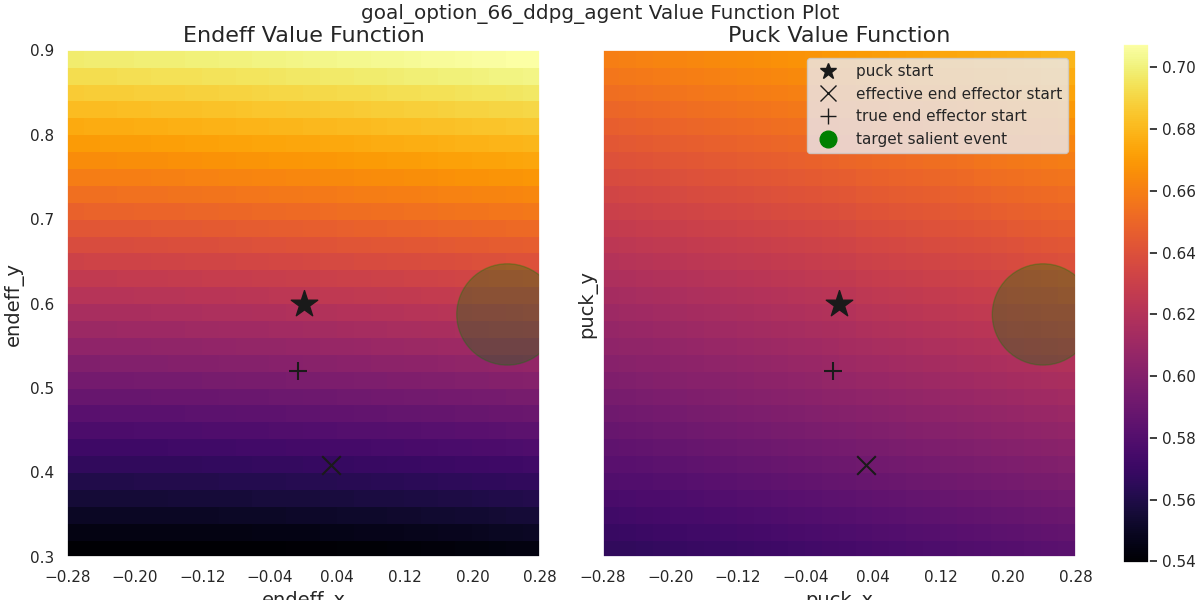 goal_option_66_ddpg_agent Value Function Plot
Endeff Value Function
Puck Value Function
puck start
effective end effector start
true end effector start
target salient event
endeff_y
0.9
0.8
0.7
0.6
0.5
0.4
0.3
−0.28 −0.20 −0.12 −0.04 0.04 0.12 0.20 0.28
endeff_x
puck_y
−0.28 −0.20 −0.12 −0.04 0.04 0.12 0.20 0.28
puck_x
0.70
0.68
0.66
0.64
0.62
0.60
0.58
0.56
0.54